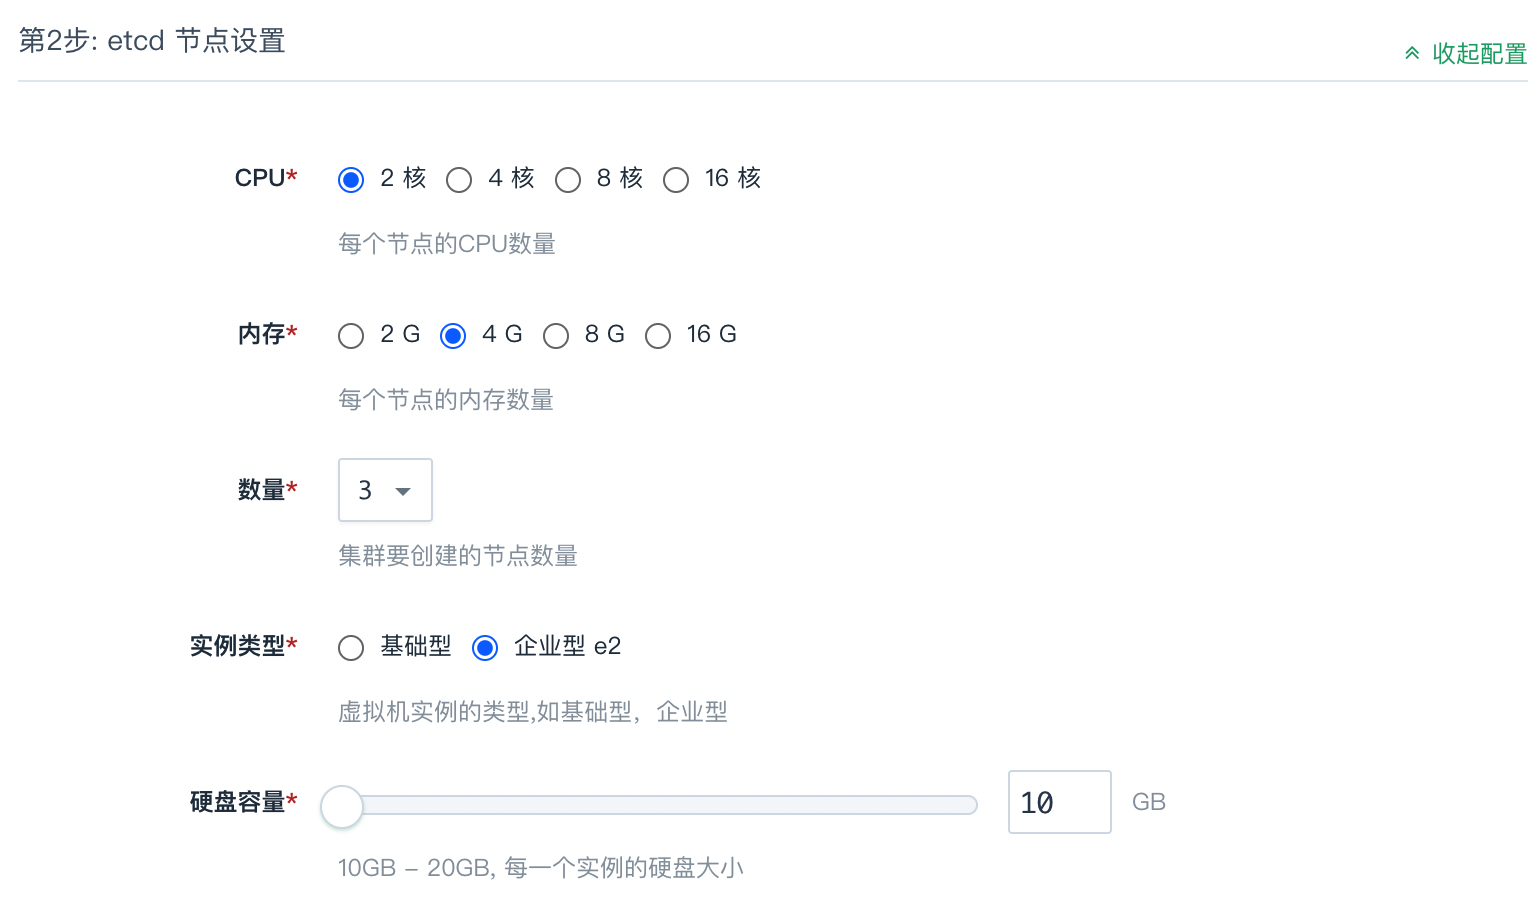 第2步: etcd 节点设置
收起配置
CPU* 2 核 4 核 8 核 16 核
每个节点的CPU数量
内存* 2 G 4 G 8 G 16 G
每个节点的内存数量
数量* 3
集群要创建的节点数量
实例类型* 基础型 企业型 e2
虚拟机实例的类型,如基础型，企业型
硬盘容量* 10 GB
10GB – 20GB, 每一个实例的硬盘大小